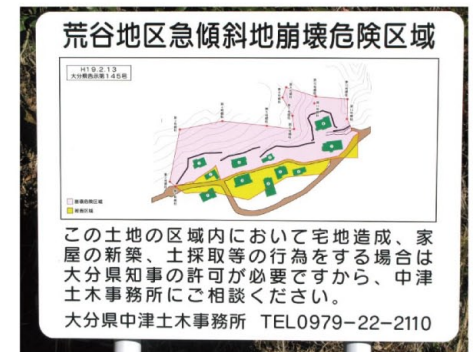 荒谷地区急傾斜地崩壊危険区域
H19.2.13
大分県告示第145号
この土地の区域内において宅地造成、家
屋の新築、土採取等の行為をする場合は
大分県知事の許可が必要ですから、中津
土木事務所にご相談ください。
大分県中津土木事務所 TEL0979-22-2110